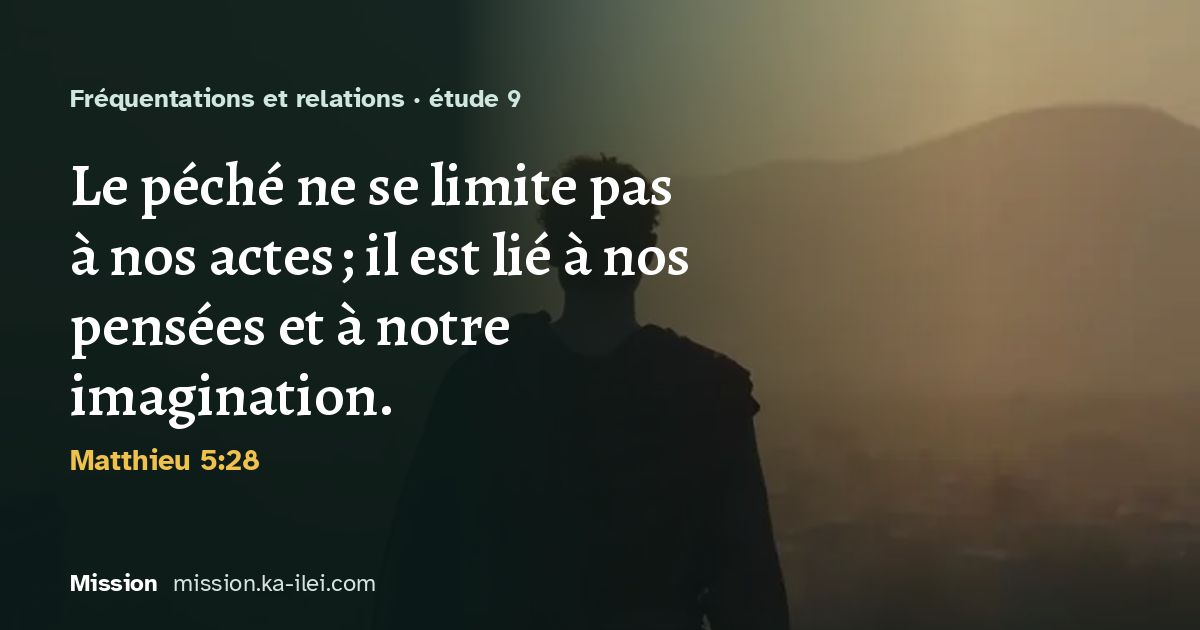 Fréquentations et relations · étude 9
Le péché ne se limite pas
à nos actes ; il est lié à nos
pensées et à notre
imagination.
Matthieu 5:28
Mission mission.ka-ilei.com